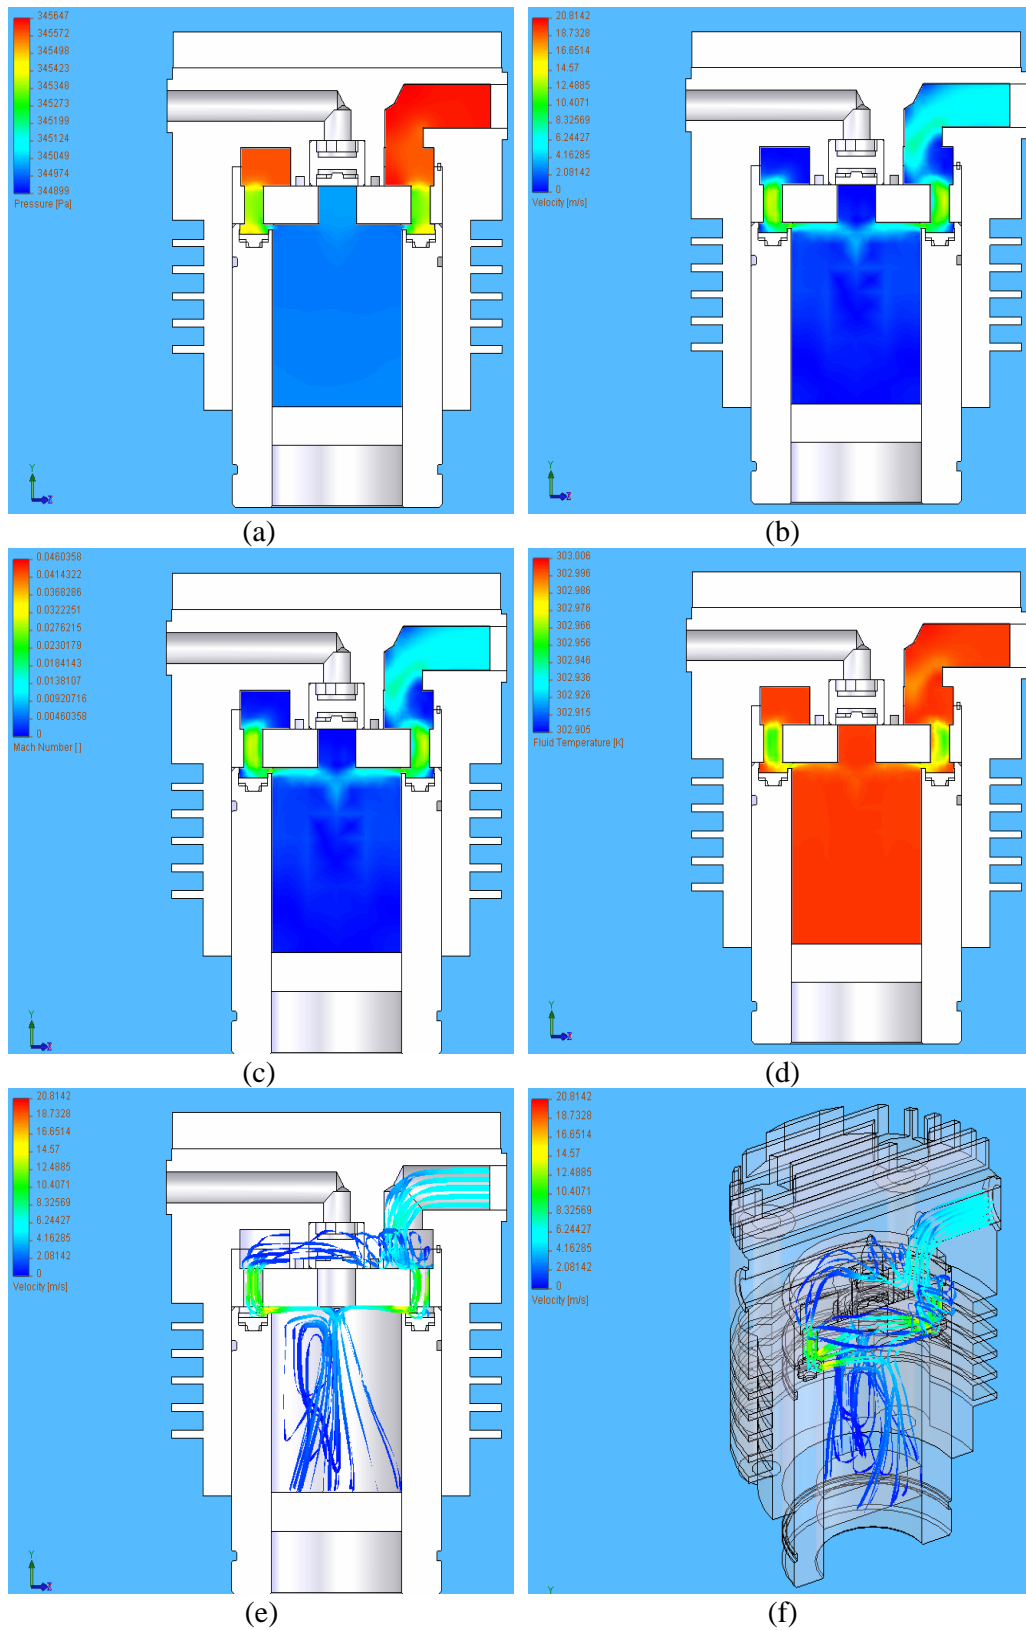 345647
345572
345498
345423
345348
345273
345199
345124
345049
344974
344899
Pressure [Pa]
Y
Z
(a)
20.8142
18.7328
16.6514
14.57
12.4885
10.4071
8.32569
6.24427
4.16285
2.08142
0
Velocity [m/s]
Y
Z
(b)
0.0460358
0.0414322
0.0368286
0.0322251
0.0276215
0.0230179
0.0184143
0.0138107
0.00920716
0.00460358
0
Mach Number [ ]
Y
Z
(c)
303.006
302.996
302.986
302.976
302.966
302.956
302.946
302.936
302.926
302.915
302.905
Fluid Temperature [K]
Y
Z
(d)
20.8142
18.7328
16.6514
14.57
12.4885
10.4071
8.32569
6.24427
4.16285
2.08142
0
Velocity [m/s]
Y
Z
(e)
20.8142
18.7328
16.6514
14.57
12.4885
10.4071
8.32569
6.24427
4.16285
2.08142
0
Velocity [m/s]
Y
(f)